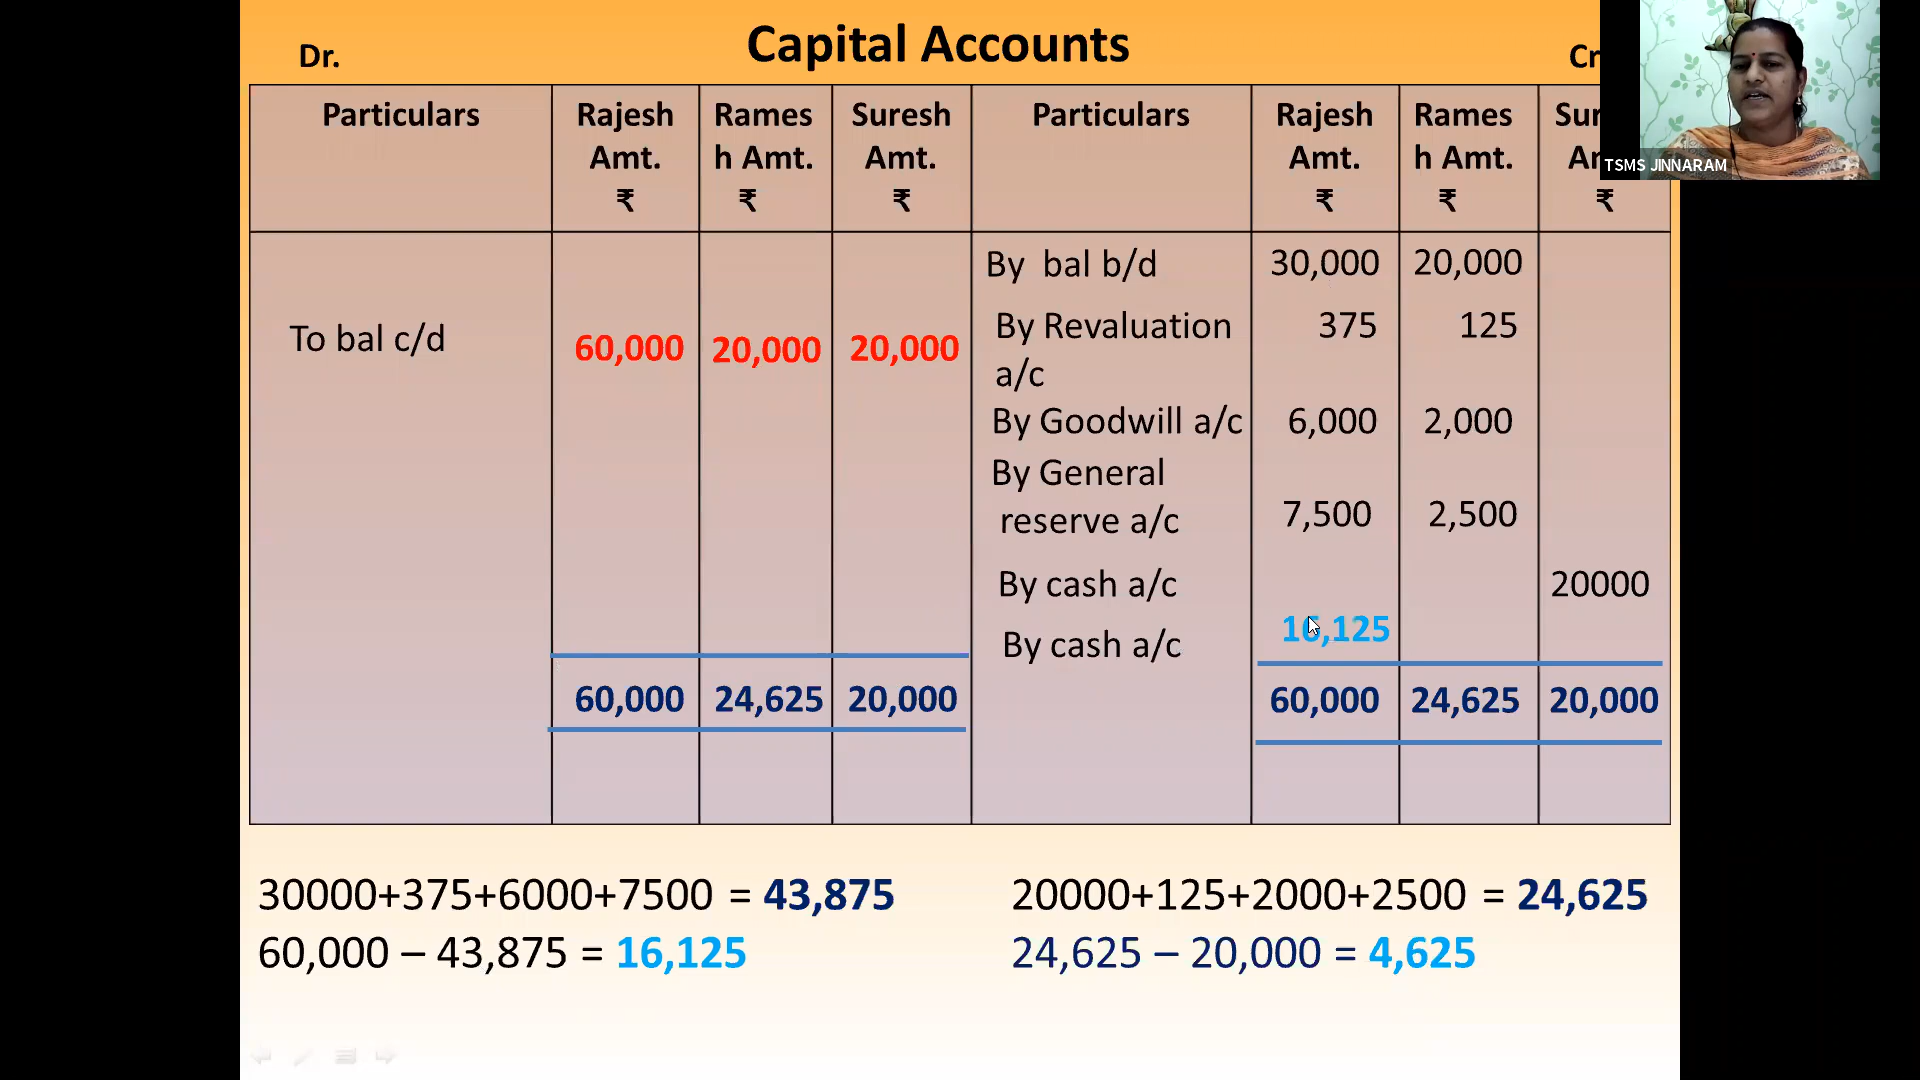 Capital Accounts
Dr.
Cr
Particulars Rajesh Rames Suresh Particulars Rajesh Rames Sur
Amt. h Amt. Amt. Amt. h Amt.
₹ ₹ ₹ ₹ ₹ ₹
TSMS JINNARAM
By bal b/d 30,000 20,000
To bal c/d 60,000 20,000 20,000
By Revaluation 375 125
a/c
By Goodwill a/c 6,000 2,000
By General
reserve a/c 7,500 2,500
By cash a/c 20000
By cash a/c 16,125
60,000 24,625 20,000 60,000 24,625 20,000
30000+375+6000+7500 = 43,875
60,000 – 43,875 = 16,125
20000+125+2000+2500 = 24,625
24,625 – 20,000 = 4,625